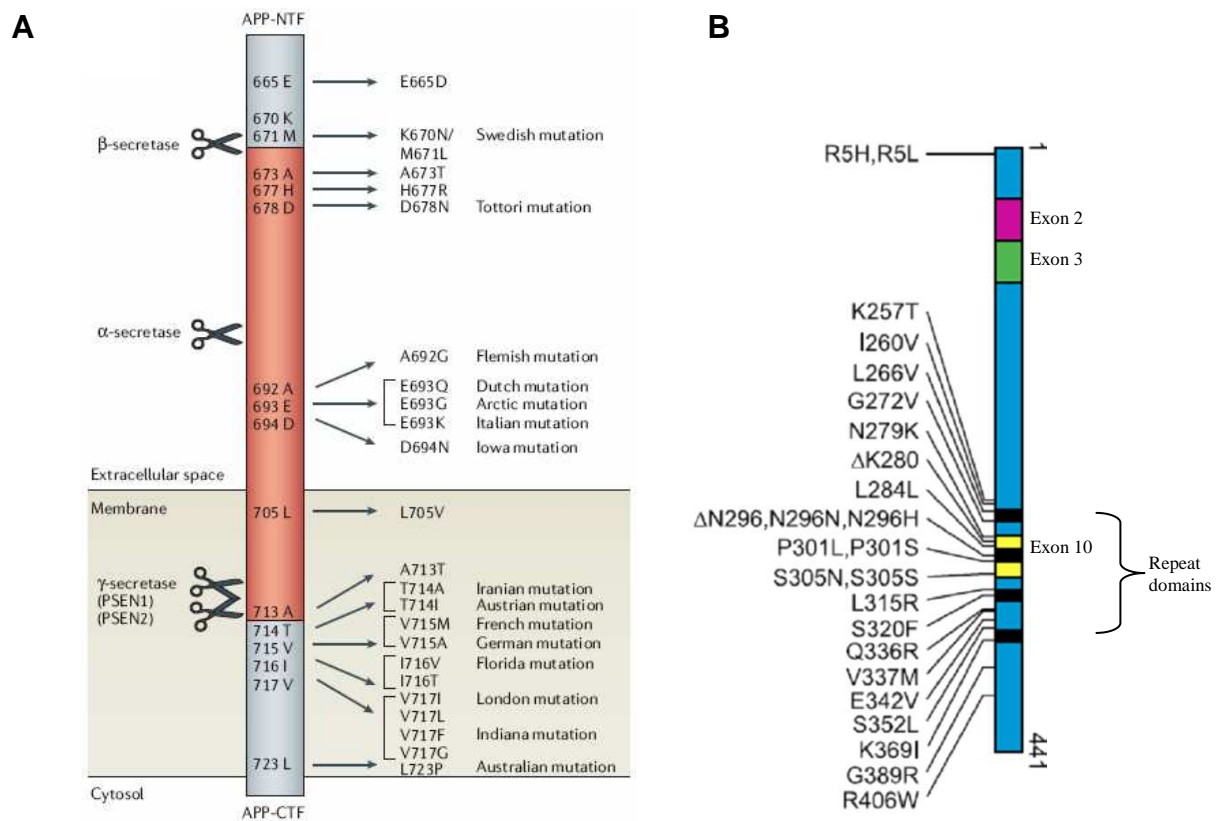 A
APP-NTF
665 E
E665D
670 K
671 M
K670N/
M671L
Swedish mutation
β-secretase
673 A
A673T
677 H
H677R
678 D
D678N
Tottori mutation
α-secretase
A692G
Flemish mutation
692 A
693 E
694 D
E693Q
Dutch mutation
E693G
Arctic mutation
E693K
Italian mutation
D694N
Iowa mutation
Extracellular space
Membrane
705 L
L705V
γ-secretase
(PSEN1)
(PSEN2)
A713T
713 A
T714A
Iranian mutation
714 T
T714I
Austrian mutation
715 V
V715M
French mutation
V715A
German mutation
716 I
I716V
Florida mutation
I716T
717 V
V717I
London mutation
V717L
V717F
Indiana mutation
V717G
723 L
L723P
Australian mutation
Cytosol
APP-CTF
B
1
R5H,R5L
Exon 2
Exon 3
K257T
I260V
L266V
G272V
N279K
ΔK280
L284L
ΔN296,N296N,N296H
P301L,P301S
S305N,S305S
L315R
S320F
Q336R
V337M
E342V
S352L
K369I
G389R
R406W
Exon 10
Repeat
domains
441